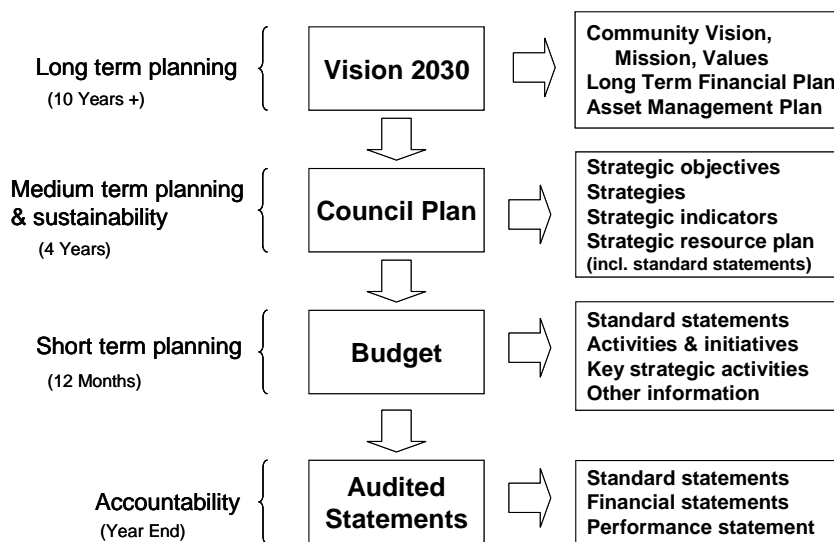 Long term planning
(10 Years +)
Vision 2030
Community Vision,
Mission, Values
Long Term Financial Plan
Asset Management Plan
Medium term planning
& sustainability
(4 Years)
Council Plan
Strategic objectives
Strategies
Strategic indicators
Strategic resource plan
(incl. standard statements)
Short term planning
(12 Months)
Budget
Standard statements
Activities & initiatives
Key strategic activities
Other information
Accountability
(Year End)
Audited
Statements
Standard statements
Financial statements
Performance statement